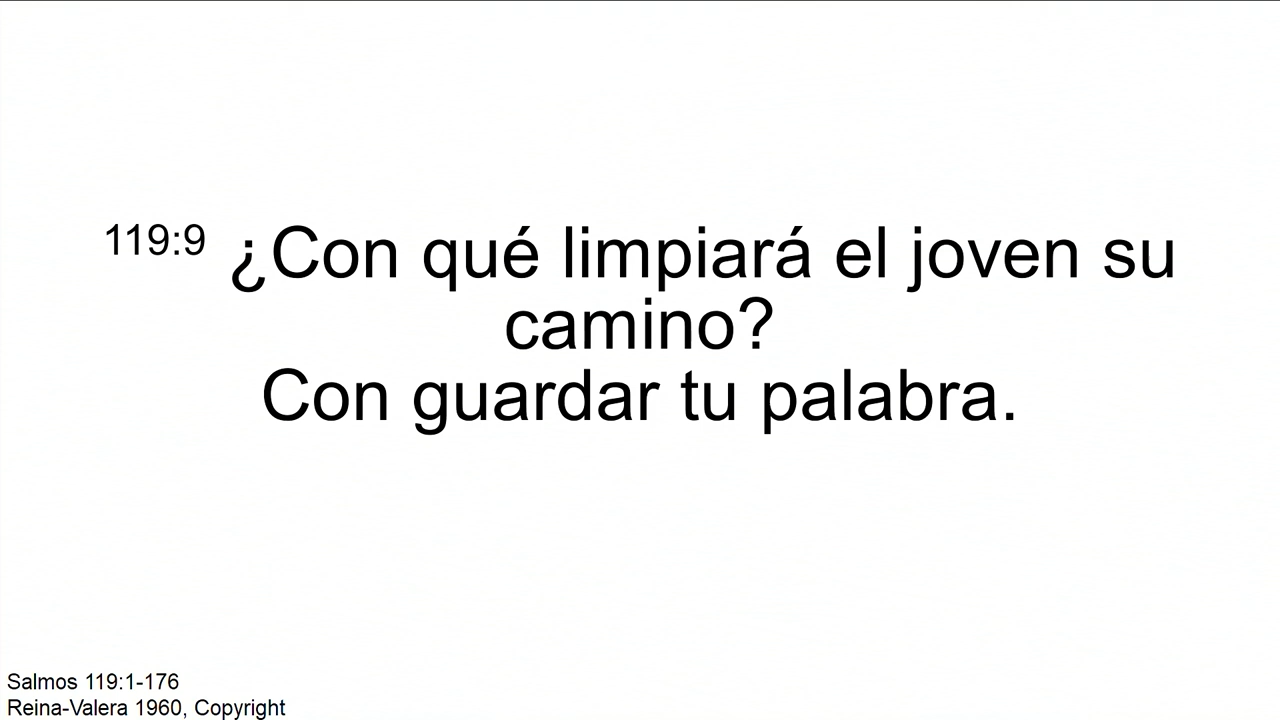 119:9 ¿Con qué limpiará el joven su
camino?
Con guardar tu palabra.
Salmos 119:1-176
Reina-Valera 1960, Copyright